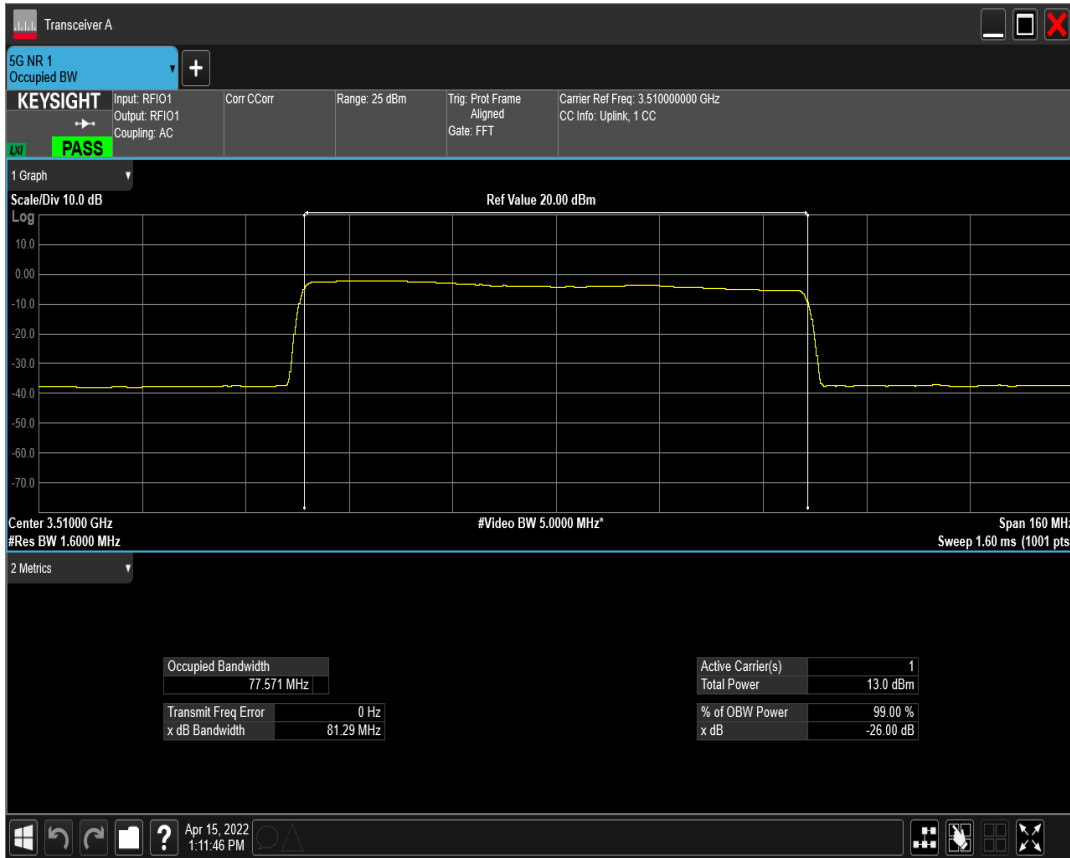 Transceiver A
5G NR 1
Occupied BW
KEYSIGHT
LXI
PASS
Input: RFIO1
Output: RFIO1
Coupling: AC
Corr CCorr
Range: 25 dBm
Trig: Prot Frame
Aligned
Gate: FFT
Carrier Ref Freq: 3.510000000 GHz
CC Info: Uplink, 1 CC
1 Graph
Scale/Div 10.0 dB
Ref Value 20.00 dBm
Log
10.0
0.00
-10.0
-20.0
-30.0
-40.0
-50.0
-60.0
-70.0
Center 3.51000 GHz
#Video BW 5.0000 MHz*
Span 160 MHz
#Res BW 1.6000 MHz
Sweep 1.60 ms (1001 pts
2 Metrics
Occupied Bandwidth
77.571 MHz
Transmit Freq Error 0 Hz
x dB Bandwidth 81.29 MHz
Active Carrier(s) 1
Total Power 13.0 dBm
% of OBW Power 99.00 %
x dB -26.00 dB
?
Apr 15, 2022
1:11:46 PM